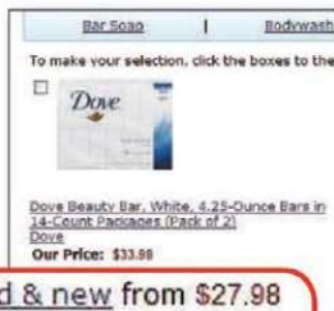 Bar Soap | Bodywash
To make your selection, click the boxes to the
Dove
Dove Beauty Bar, White, 4.25-Ounce Bars in
14-Count Packages (Pack of 2)
Dove
Our Price: $33.98
d & new from $27.98